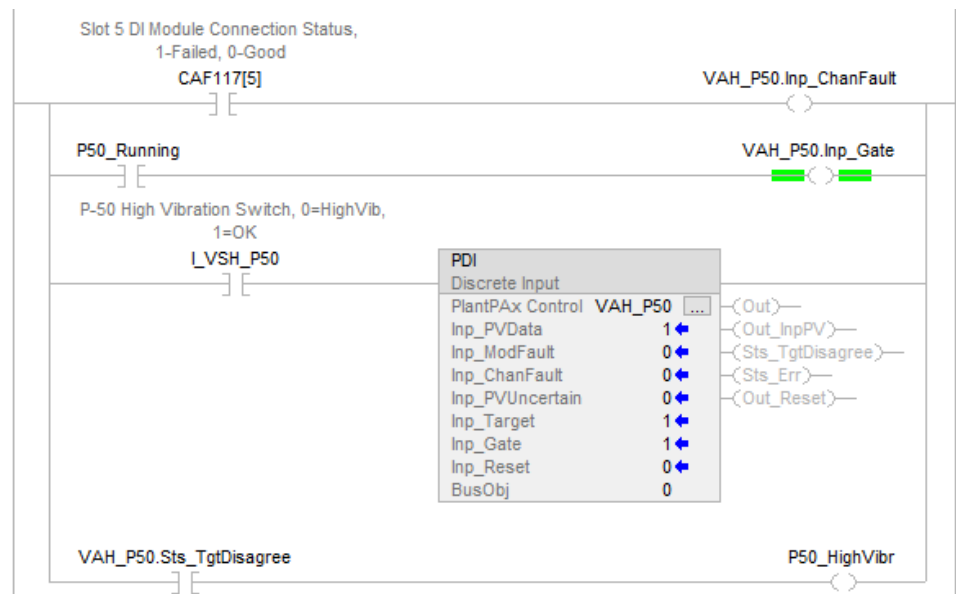 Slot 5 DI Module Connection Status,
1-Failed, 0-Good
CAF117[5]
VAH_P50.Inp_ChanFault
P50_Running
VAH_P50.Inp_Gate
P-50 High Vibration Switch, 0=HighVib,
1=OK
I_VSH_P50
PDI
Discrete Input
PlantPAx Control VAH_P50 ...
Inp_PVData 1
Inp_ModFault 0
Inp_ChanFault 0
Inp_PVUncertain 0
Inp_Target 1
Inp_Gate 1
Inp_Reset 0
BusObj 0
(Out)
(Out_InpPV)
(Sts_TgtDisagree)
(Sts_Err)
(Out_Reset)
VAH_P50.Sts_TgtDisagree
P50_HighVibr